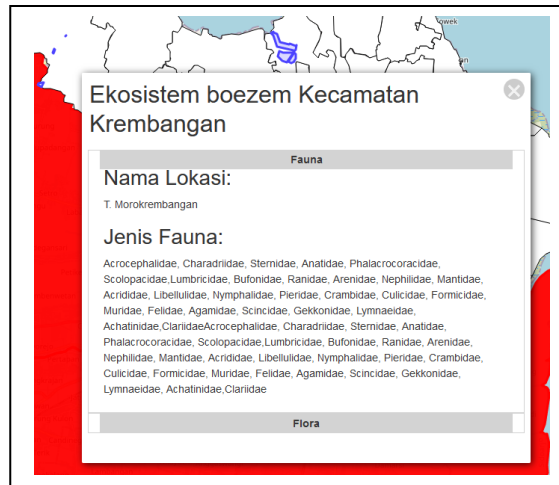 owek
an
Ekosistem boezem Kecamatan
Krembangan
Fauna
Nama Lokasi:
T. Morokrembangan
Jenis Fauna:
Acrocephalidae, Charadriidae, Sternidae, Anatidae, Phalacrocoracidae,
Scolopacidae,Lumbricidae, Bufonidae, Ranidae, Arenidae, Nephilidae, Mantidae,
Acrididae, Libellulidae, Nymphalidae, Pieridae, Crambidae, Culicidae, Formicidae,
Muridae, Felidae, Agamidae, Scincidae, Gekkonidae, Lymnaeidae,
Achatinidae,ClariidaeAcrocephalidae, Charadriidae, Sternidae, Anatidae,
Phalacrocoracidae, Scolopacidae,Lumbricidae, Bufonidae, Ranidae, Arenidae,
Nephilidae, Mantidae, Acrididae, Libellulidae, Nymphalidae, Pieridae, Crambidae,
Culicidae, Formicidae, Muridae, Felidae, Agamidae, Scincidae, Gekkonidae,
Lymnaeidae, Achatinidae,Clariidae
Flora